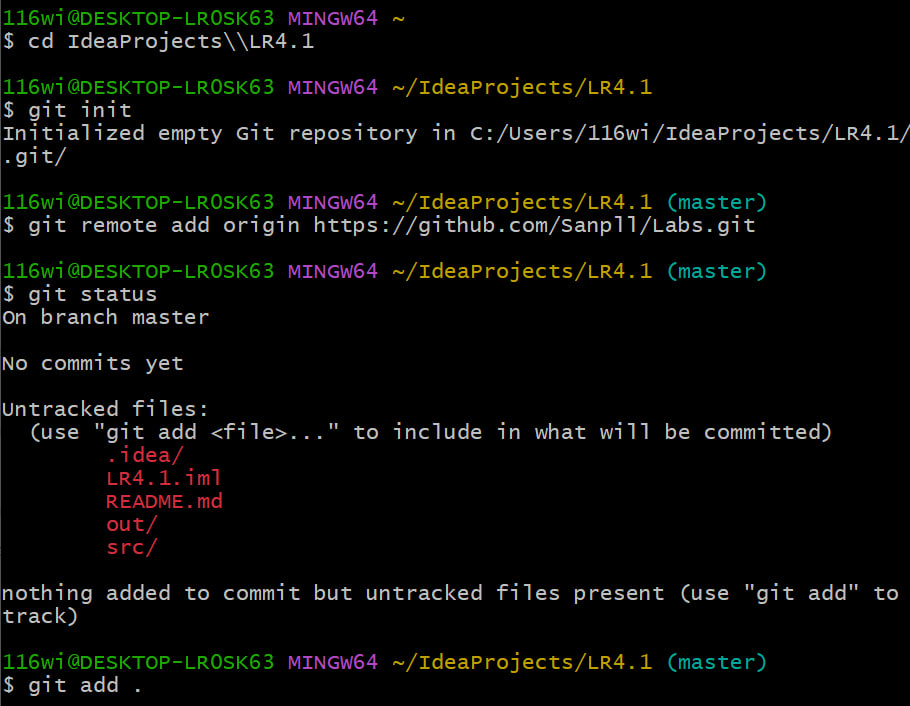 116wi@DESKTOP-LR0SK63 MINGW64 ~
$ cd IdeaProjects\\LR4.1
116wi@DESKTOP-LR0SK63 MINGW64 ~/IdeaProjects/LR4.1
$ git init
Initialized empty Git repository in C:/Users/116wi/IdeaProjects/LR4.1/
.git/
116wi@DESKTOP-LR0SK63 MINGW64 ~/IdeaProjects/LR4.1 (master)
$ git remote add origin https://github.com/Sanpll/Labs.git
116wi@DESKTOP-LR0SK63 MINGW64 ~/IdeaProjects/LR4.1 (master)
$ git status
On branch master
No commits yet
Untracked files:
  (use "git add <file>..." to include in what will be committed)
        .idea/
        LR4.1.iml
        README.md
        out/
        src/
nothing added to commit but untracked files present (use "git add" to
track)
116wi@DESKTOP-LR0SK63 MINGW64 ~/IdeaProjects/LR4.1 (master)
$ git add .